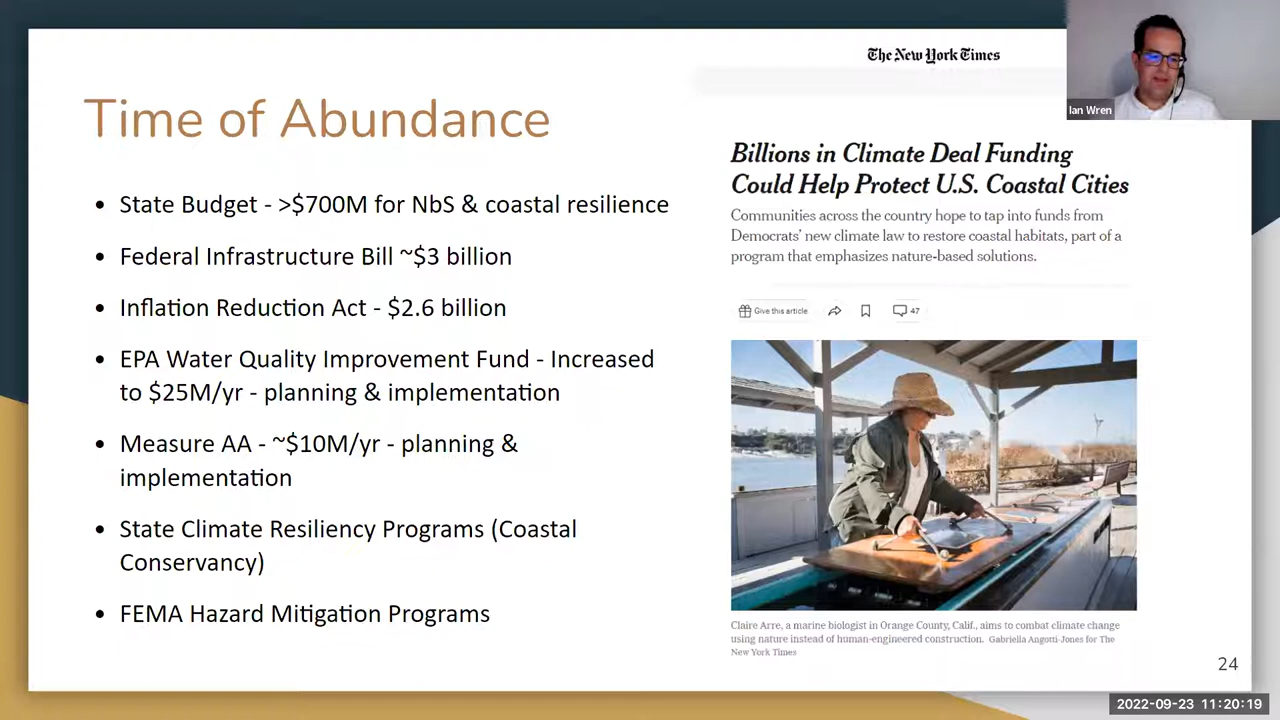 The New York Times
Ian Wren
Time of Abundance
• State Budget - >$700M for NbS & coastal resilience
• Federal Infrastructure Bill ~$3 billion
• Inflation Reduction Act - $2.6 billion
• EPA Water Quality Improvement Fund - Increased
to $25M/yr - planning & implementation
• Measure AA - ~$10M/yr - planning &
implementation
• State Climate Resiliency Programs (Coastal
Conservancy)
• FEMA Hazard Mitigation Programs
Billions in Climate Deal Funding
Could Help Protect U.S. Coastal Cities
Communities across the country hope to tap into funds from
Democrats’ new climate law to restore coastal habitats, part of a
program that emphasizes nature-based solutions.
Give this article
47
Claire Arre, a marine biologist in Orange County, Calif., aims to combat climate change
using nature instead of human-engineered construction. Gabriella Angotti-Jones for The
New York Times
24
2022-09-23 11:20:19